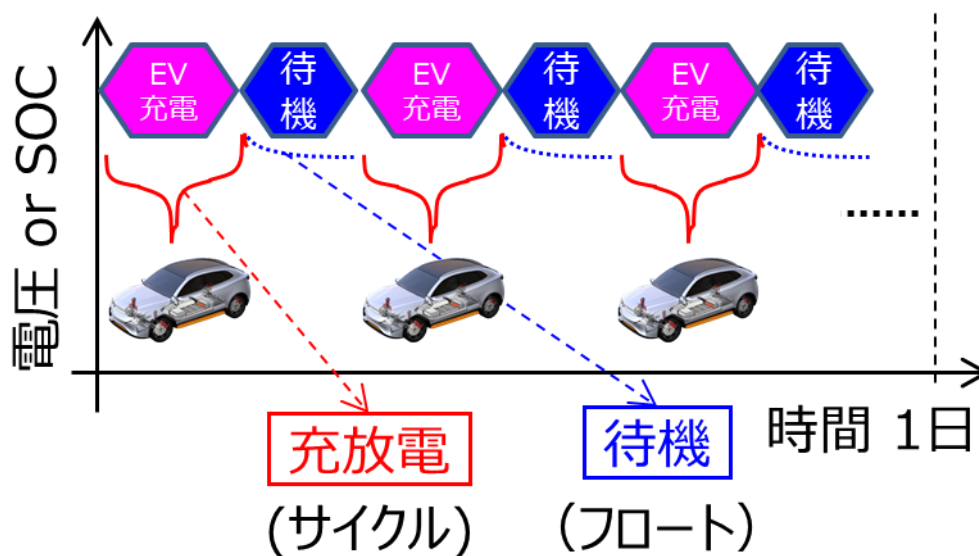 EV
充電
待
機
EV
充電
待
機
EV
充電
待
機
電圧 or SOC
......
充放電
(サイクル)
待機
（フロート）
時間 1日